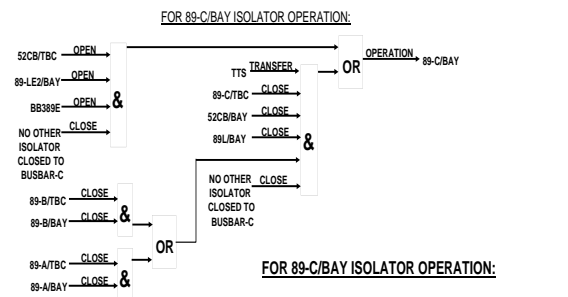 FOR 89-C/BAY ISOLATOR OPERATION:
52CB/TBC OPEN
89-LE2/BAY OPEN
BB389E OPEN
NO OTHER CLOSE
ISOLATOR
CLOSED TO
BUSBAR-C
&
OR
OPERATION
89-C/BAY
TTS TRANSFER
89-C/TBC CLOSE
52CB/BAY CLOSE
89L/BAY CLOSE
&
NO OTHER CLOSE
ISOLATOR
CLOSED TO
BUSBAR-C
89-B/TBC CLOSE
89-B/BAY CLOSE
&
OR
89-A/TBC CLOSE
89-A/BAY CLOSE
&
FOR 89-C/BAY ISOLATOR OPERATION: